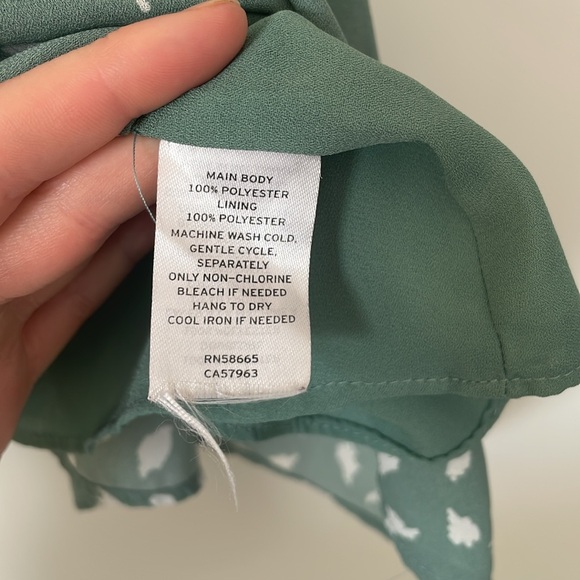 MAIN BODY
100% POLYESTER
LINING
100% POLYESTER
MACHINE WASH COLD,
GENTLE CYCLE,
SEPARATELY
ONLY NON-CHLORINE
BLEACH IF NEEDED
HANG TO DRY
COOL IRON IF NEEDED
RN58665
CA57963